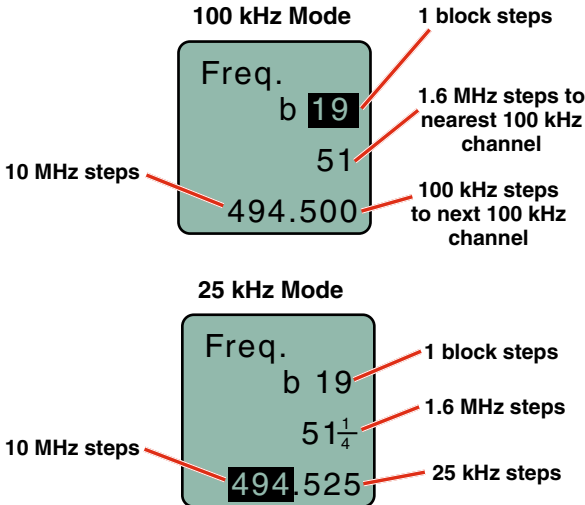 100 kHz Mode
1 block steps
Freq.
b 19
1.6 MHz steps to
nearest 100 kHz
channel
51
10 MHz steps
494.500
100 kHz steps
to next 100 kHz
channel
25 kHz Mode
Freq.
1 block steps
b 19
1.6 MHz steps
51 1/4
10 MHz steps
494.525
25 kHz steps